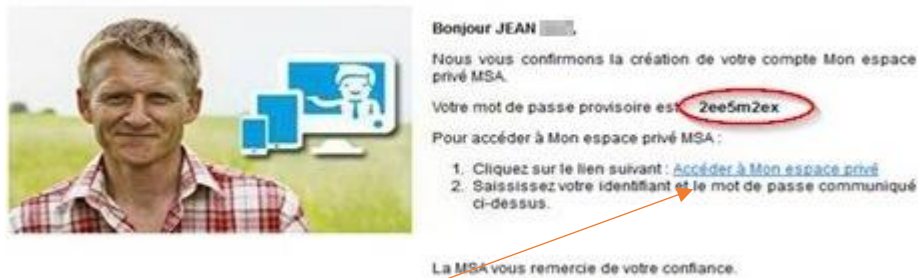 Bonjour JEAN ,
Nous vous confirmons la création de votre compte Mon espace
privé MSA.
Votre mot de passe provisoire est 2ee5m2ex
Pour accéder à Mon espace privé MSA :
1. Cliquez sur le lien suivant : Accéder à Mon espace privé
2. Saississez votre identifiant et le mot de passe communiqué
ci-dessus.
La MSA vous remercie de votre confiance.